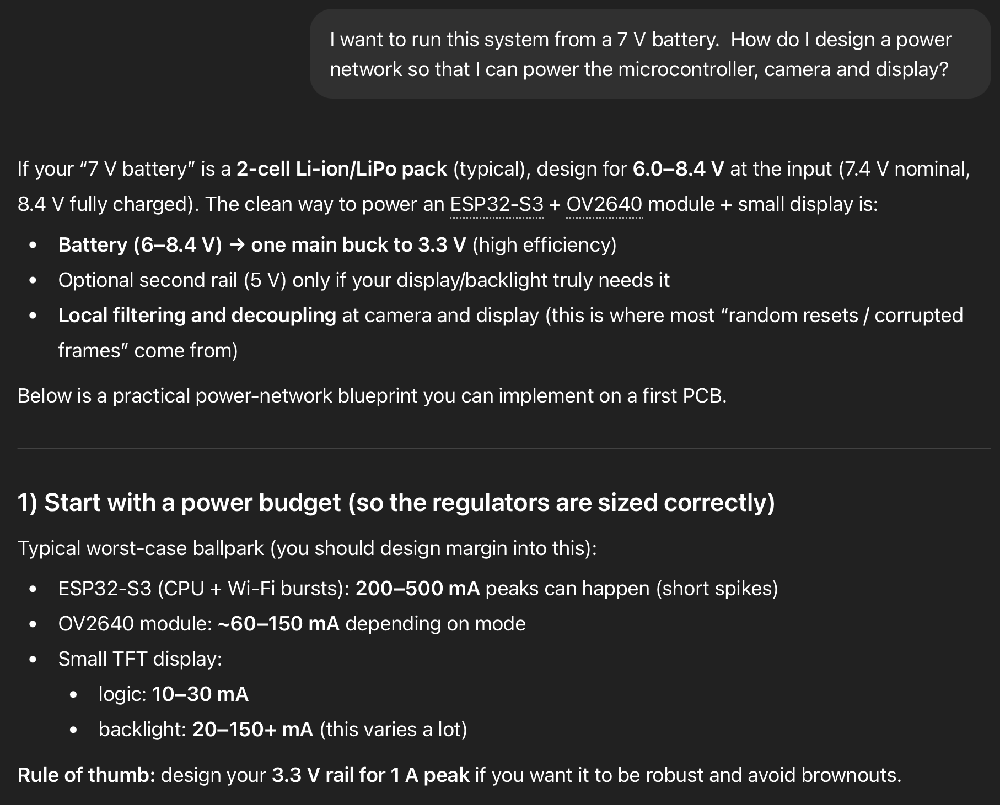 I want to run this system from a 7 V battery.  How do I design a power
network so that I can power the microcontroller, camera and display?
If your “7 V battery” is a 2-cell Li-ion/LiPo pack (typical), design for 6.0–8.4 V at the input (7.4 V nominal,
8.4 V fully charged). The clean way to power an ESP32-S3 + OV2640 module + small display is:
• Battery (6–8.4 V) → one main buck to 3.3 V (high efficiency)
• Optional second rail (5 V) only if your display/backlight truly needs it
• Local filtering and decoupling at camera and display (this is where most “random resets / corrupted
frames” come from)
Below is a practical power-network blueprint you can implement on a first PCB.
1) Start with a power budget (so the regulators are sized correctly)
Typical worst-case ballpark (you should design margin into this):
• ESP32-S3 (CPU + Wi-Fi bursts): 200–500 mA peaks can happen (short spikes)
• OV2640 module: ~60–150 mA depending on mode
• Small TFT display:
• logic: 10–30 mA
• backlight: 20–150+ mA (this varies a lot)
Rule of thumb: design your 3.3 V rail for 1 A peak if you want it to be robust and avoid brownouts.